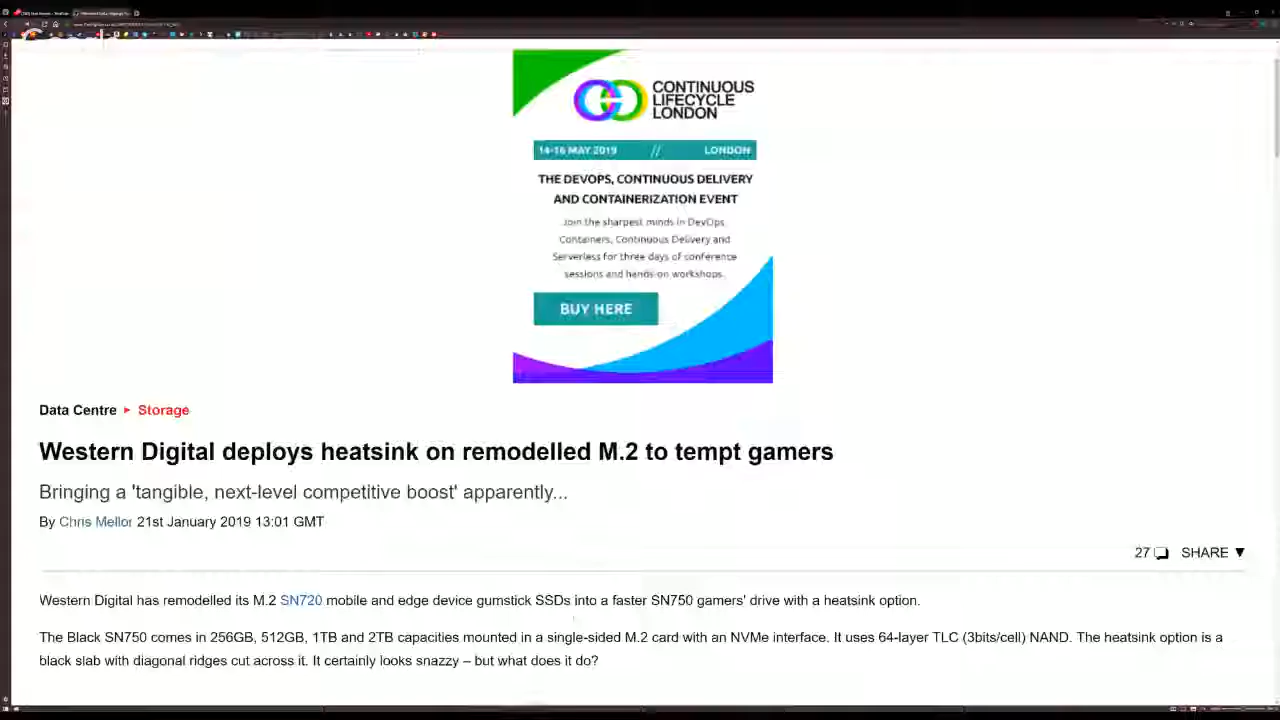 CONTINUOUS
LIFECYCLE
LONDON
14-16 MAY 2019 // LONDON
THE DEVOPS, CONTINUOUS DELIVERY
AND CONTAINERIZATION EVENT
Join the sharpest minds in DevOps
Containers, Continuous Delivery and
Serverless for three days of conference
sessions and hands-on workshops.
BUY HERE
Data Centre ▸ Storage
Western Digital deploys heatsink on remodelled M.2 to tempt gamers
Bringing a 'tangible, next-level competitive boost' apparently...
By Chris Mellor 21st January 2019 13:01 GMT
27 SHARE ▼
Western Digital has remodelled its M.2 SN720 mobile and edge device gumstick SSDs into a faster SN750 gamers' drive with a heatsink option.
The Black SN750 comes in 256GB, 512GB, 1TB and 2TB capacities mounted in a single-sided M.2 card with an NVMe interface. It uses 64-layer TLC (3bits/cell) NAND. The heatsink option is a
black slab with diagonal ridges cut across it. It certainly looks snazzy – but what does it do?